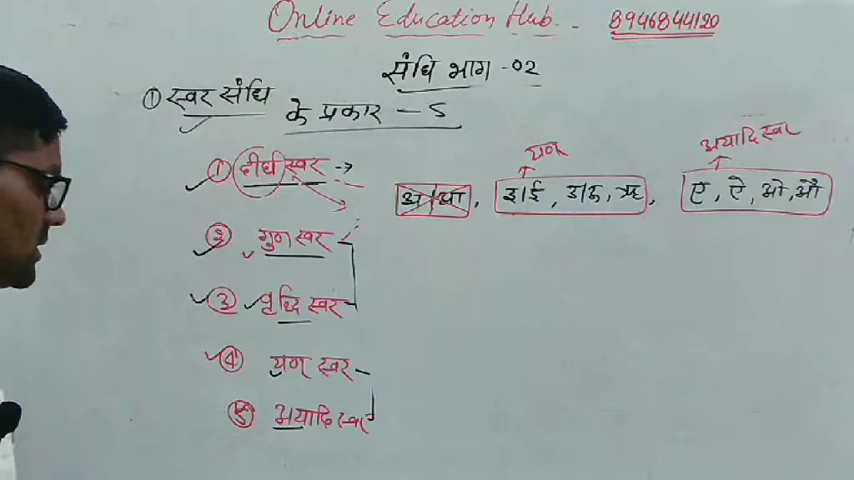 Online Education Hub. - 8946844120
संधि भाग -02
① स्वर संधि के प्रकार – 5
① दीर्घ स्वर →
② गुन स्वर
③ वृद्धि स्वर
④ यण् स्वर
⑤ अयादि स्वर
यण्
अयादि स्वर
अ/आ, इ/ई, उ/ऊ, ऋ, ए, ऐ, ओ, औ